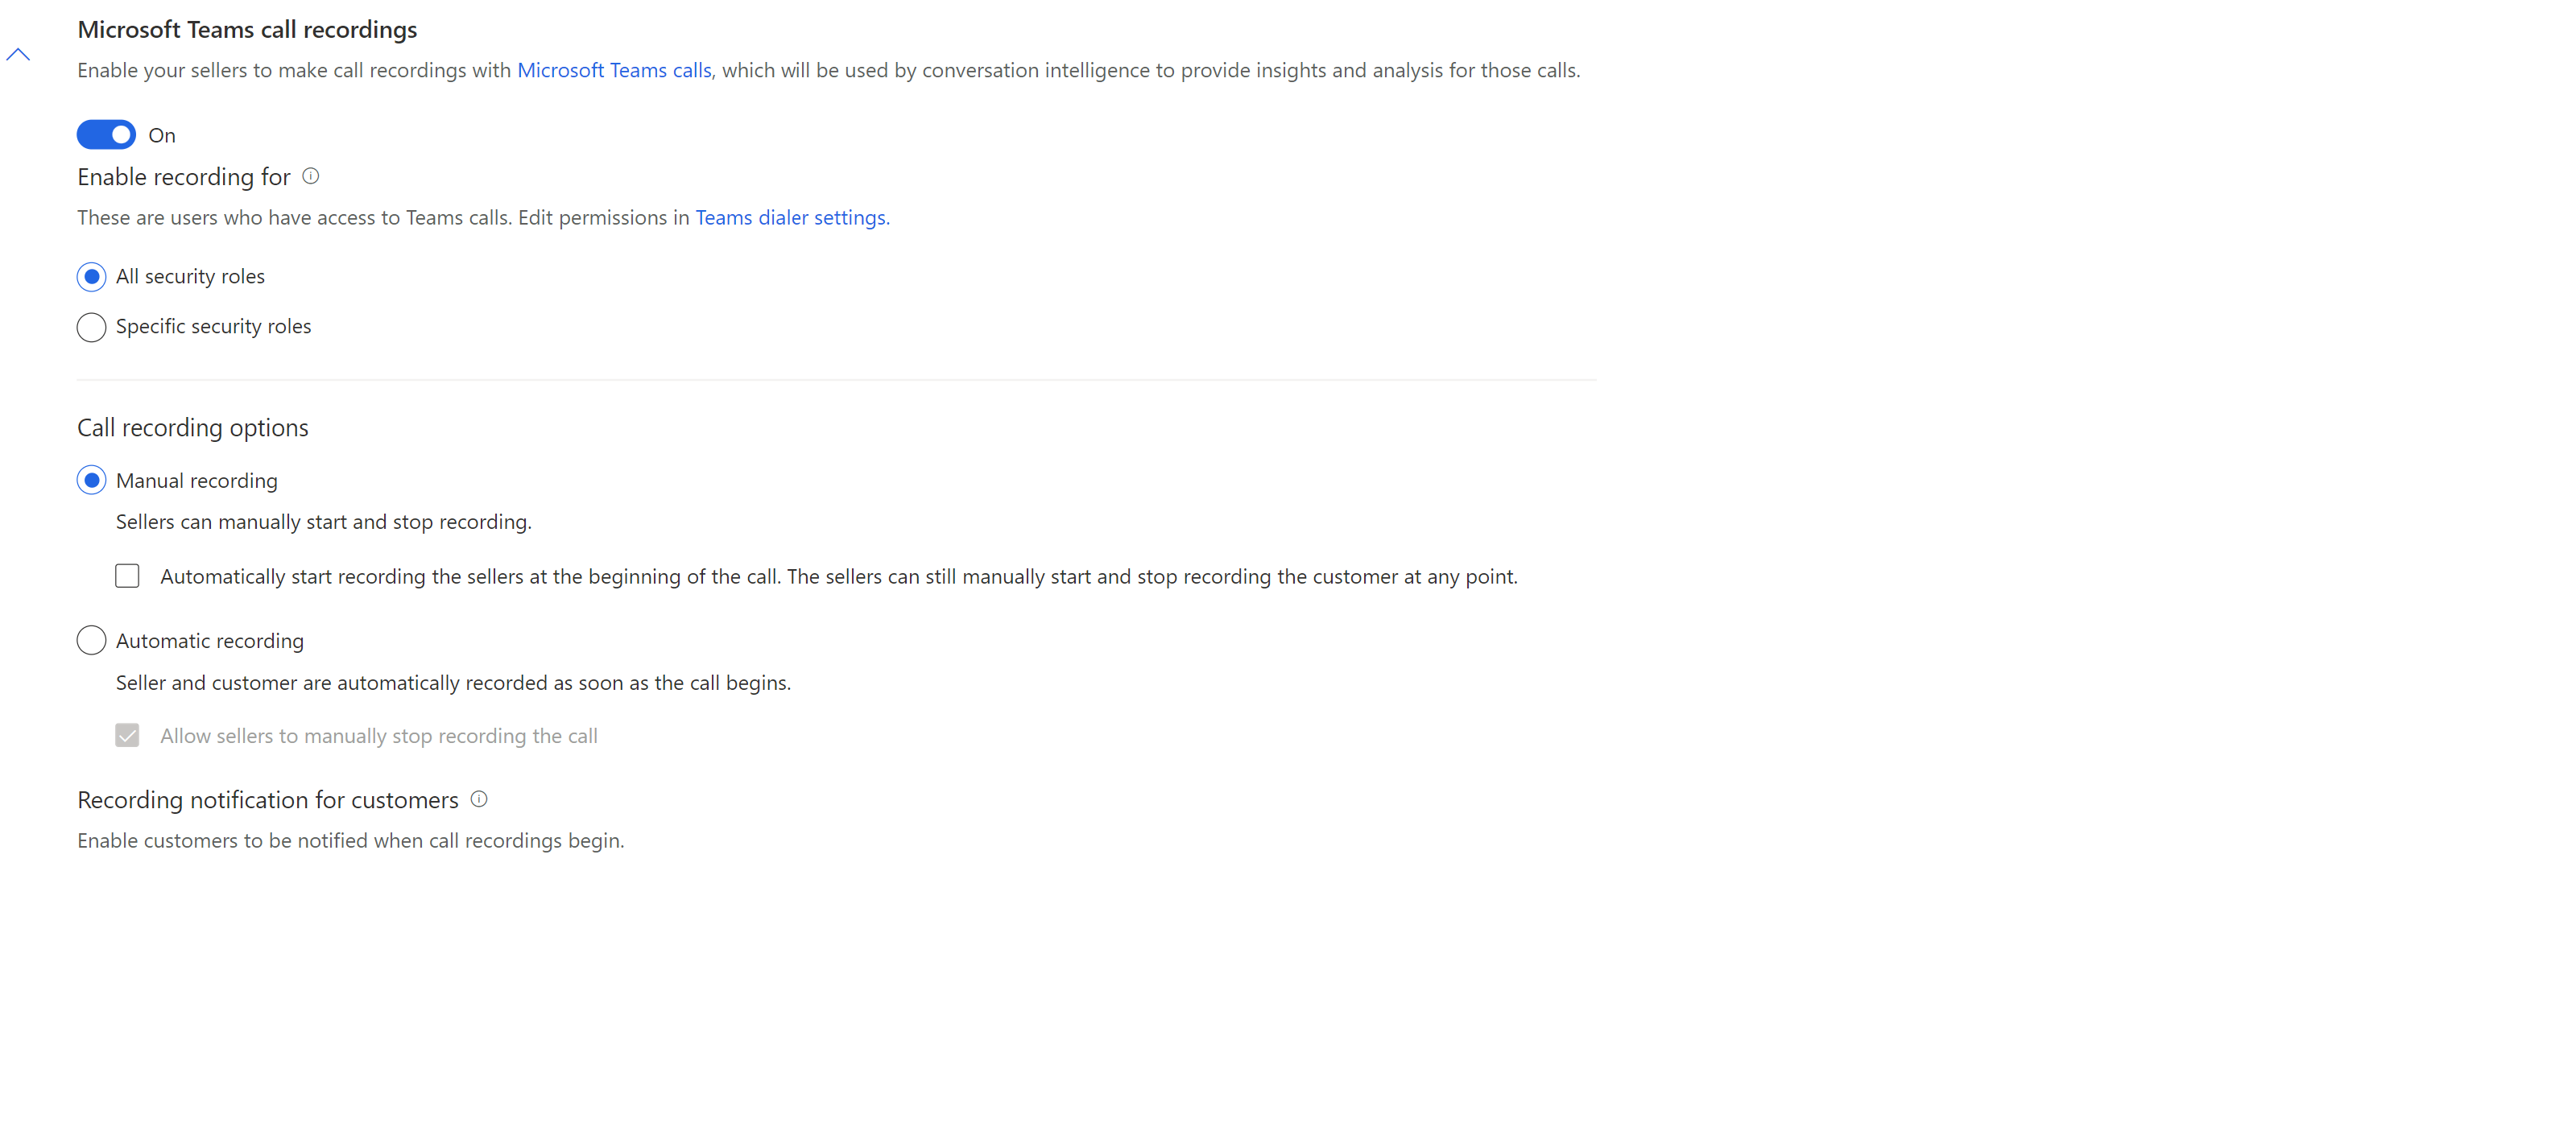 Microsoft Teams call recordings
Enable your sellers to make call recordings with Microsoft Teams calls, which will be used by conversation intelligence to provide insights and analysis for those calls.
On
Enable recording for
These are users who have access to Teams calls. Edit permissions in Teams dialer settings.
All security roles
Specific security roles
Call recording options
Manual recording
Sellers can manually start and stop recording.
Automatically start recording the sellers at the beginning of the call. The sellers can still manually start and stop recording the customer at any point.
Automatic recording
Seller and customer are automatically recorded as soon as the call begins.
Allow sellers to manually stop recording the call
Recording notification for customers
Enable customers to be notified when call recordings begin.